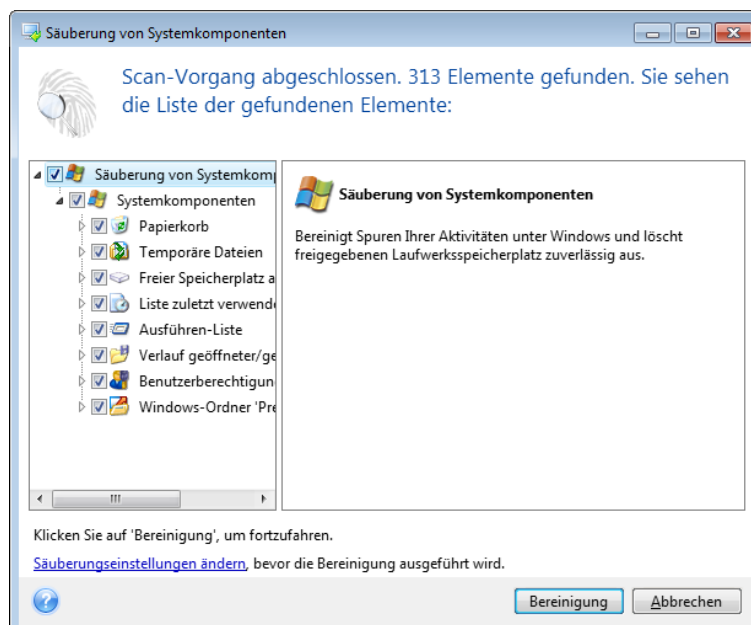 Säuberung von Systemkomponenten
Scan-Vorgang abgeschlossen. 313 Elemente gefunden. Sie sehen
die Liste der gefundenen Elemente:
Säuberung von Systemkom
Systemkomponenten
Papierkorb
Temporäre Dateien
Freier Speicherplatz a
Liste zuletzt verwende
Ausführen-Liste
Verlauf geöffneter/ge
Benutzerberechtigun
Windows-Ordner 'Pre
Säuberung von Systemkomponenten
Bereinigt Spuren Ihrer Aktivitäten unter Windows und löscht
freigegebenen Laufwerksspeicherplatz zuverlässig aus.
Klicken Sie auf 'Bereinigung', um fortzufahren.
Säuberungseinstellungen ändern, bevor die Bereinigung ausgeführt wird.
Bereinigung
Abbrechen